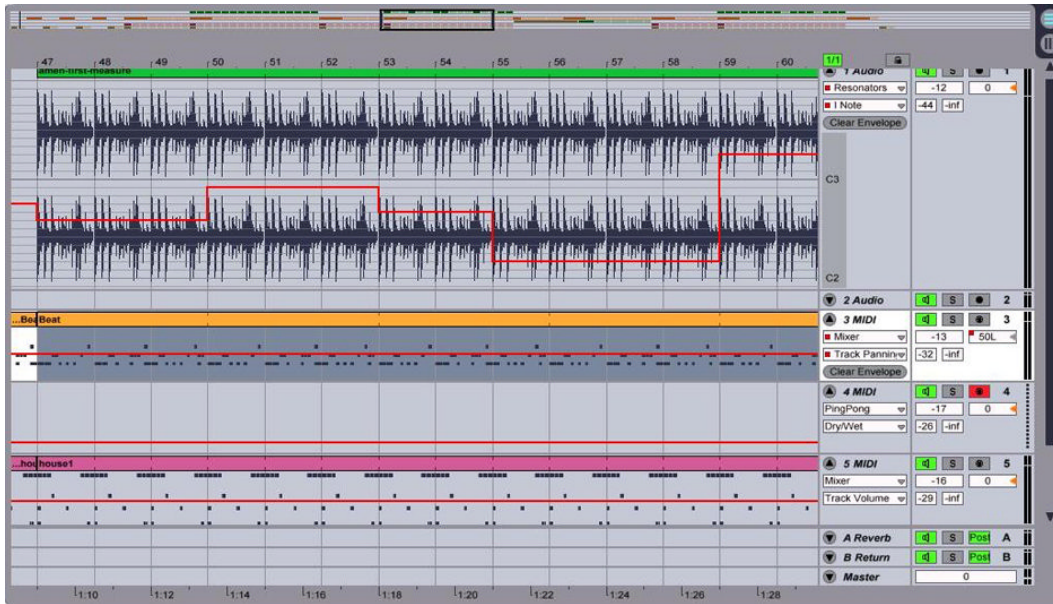 47 48 49 50 51 52 53 54 55 56 57 58 59 60 1/1
amen-first-measure 1 Audio S 1
Resonators -12 0
I Note -44 -inf
Clear Envelope
C3
C2
2 Audio S 2
...Bea Beat 3 MIDI S 3
Mixer -13 50L
Track Pannin -32 -inf
Clear Envelope
4 MIDI S 4
PingPong -17 0
Dry/Wet -26 -inf
...hou house1 5 MIDI S 5
Mixer -16 0
Track Volume -29 -inf
A Reverb S Post A
B Return S Post B
Master 0
1:10 1:12 1:14 1:16 1:18 1:20 1:22 1:24 1:26 1:28